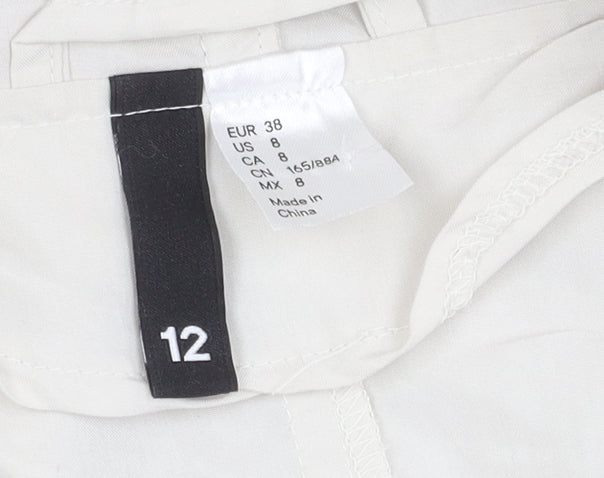 12
EUR 38
US 8
CA 8
CN 165/88A
MX 8
Made in
China